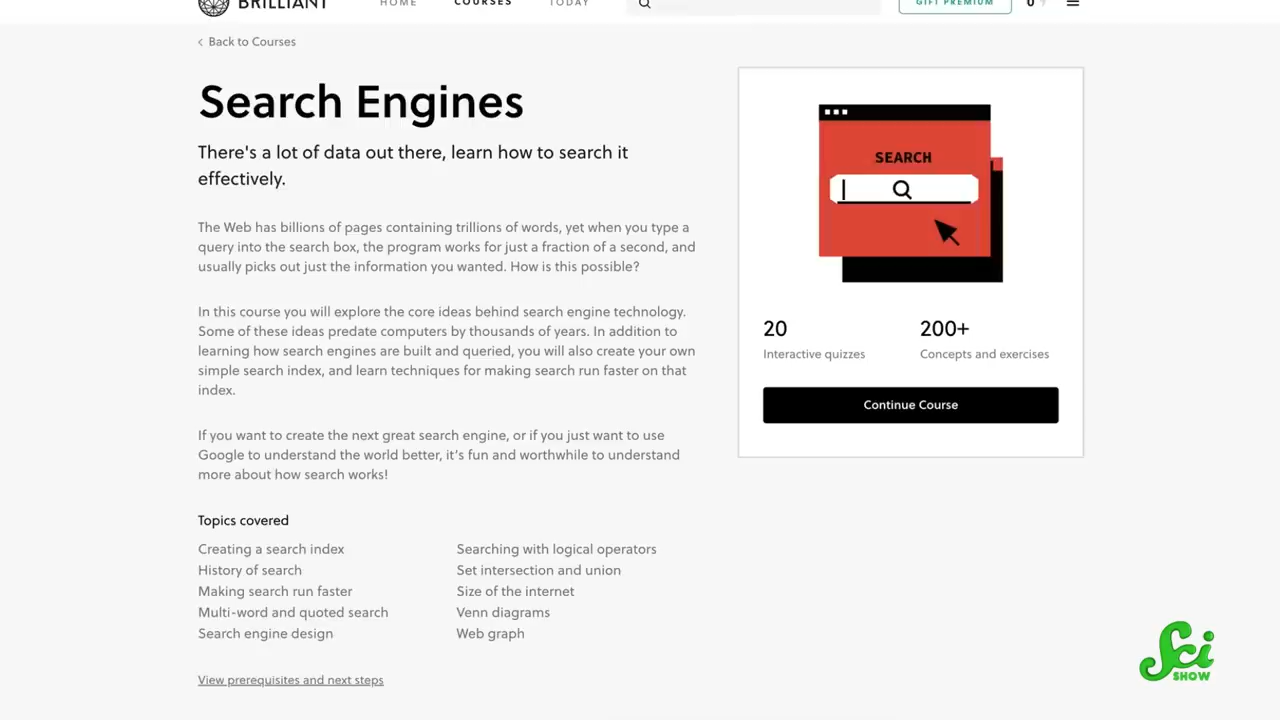 BRILLIANT
HOME
COURSES
TODAY
GIFT PREMIUM
0
Back to Courses
Search Engines
There's a lot of data out there, learn how to search it
effectively.
The Web has billions of pages containing trillions of words, yet when you type a
query into the search box, the program works for just a fraction of a second, and
usually picks out just the information you wanted. How is this possible?
In this course you will explore the core ideas behind search engine technology.
Some of these ideas predate computers by thousands of years. In addition to
learning how search engines are built and queried, you will also create your own
simple search index, and learn techniques for making search run faster on that
index.
If you want to create the next great search engine, or if you just want to use
Google to understand the world better, it's fun and worthwhile to understand
more about how search works!
Topics covered
Creating a search index
History of search
Making search run faster
Multi-word and quoted search
Search engine design
Searching with logical operators
Set intersection and union
Size of the internet
Venn diagrams
Web graph
View prerequisites and next steps
SEARCH
20
Interactive quizzes
200+
Concepts and exercises
Continue Course
Sci
SHOW